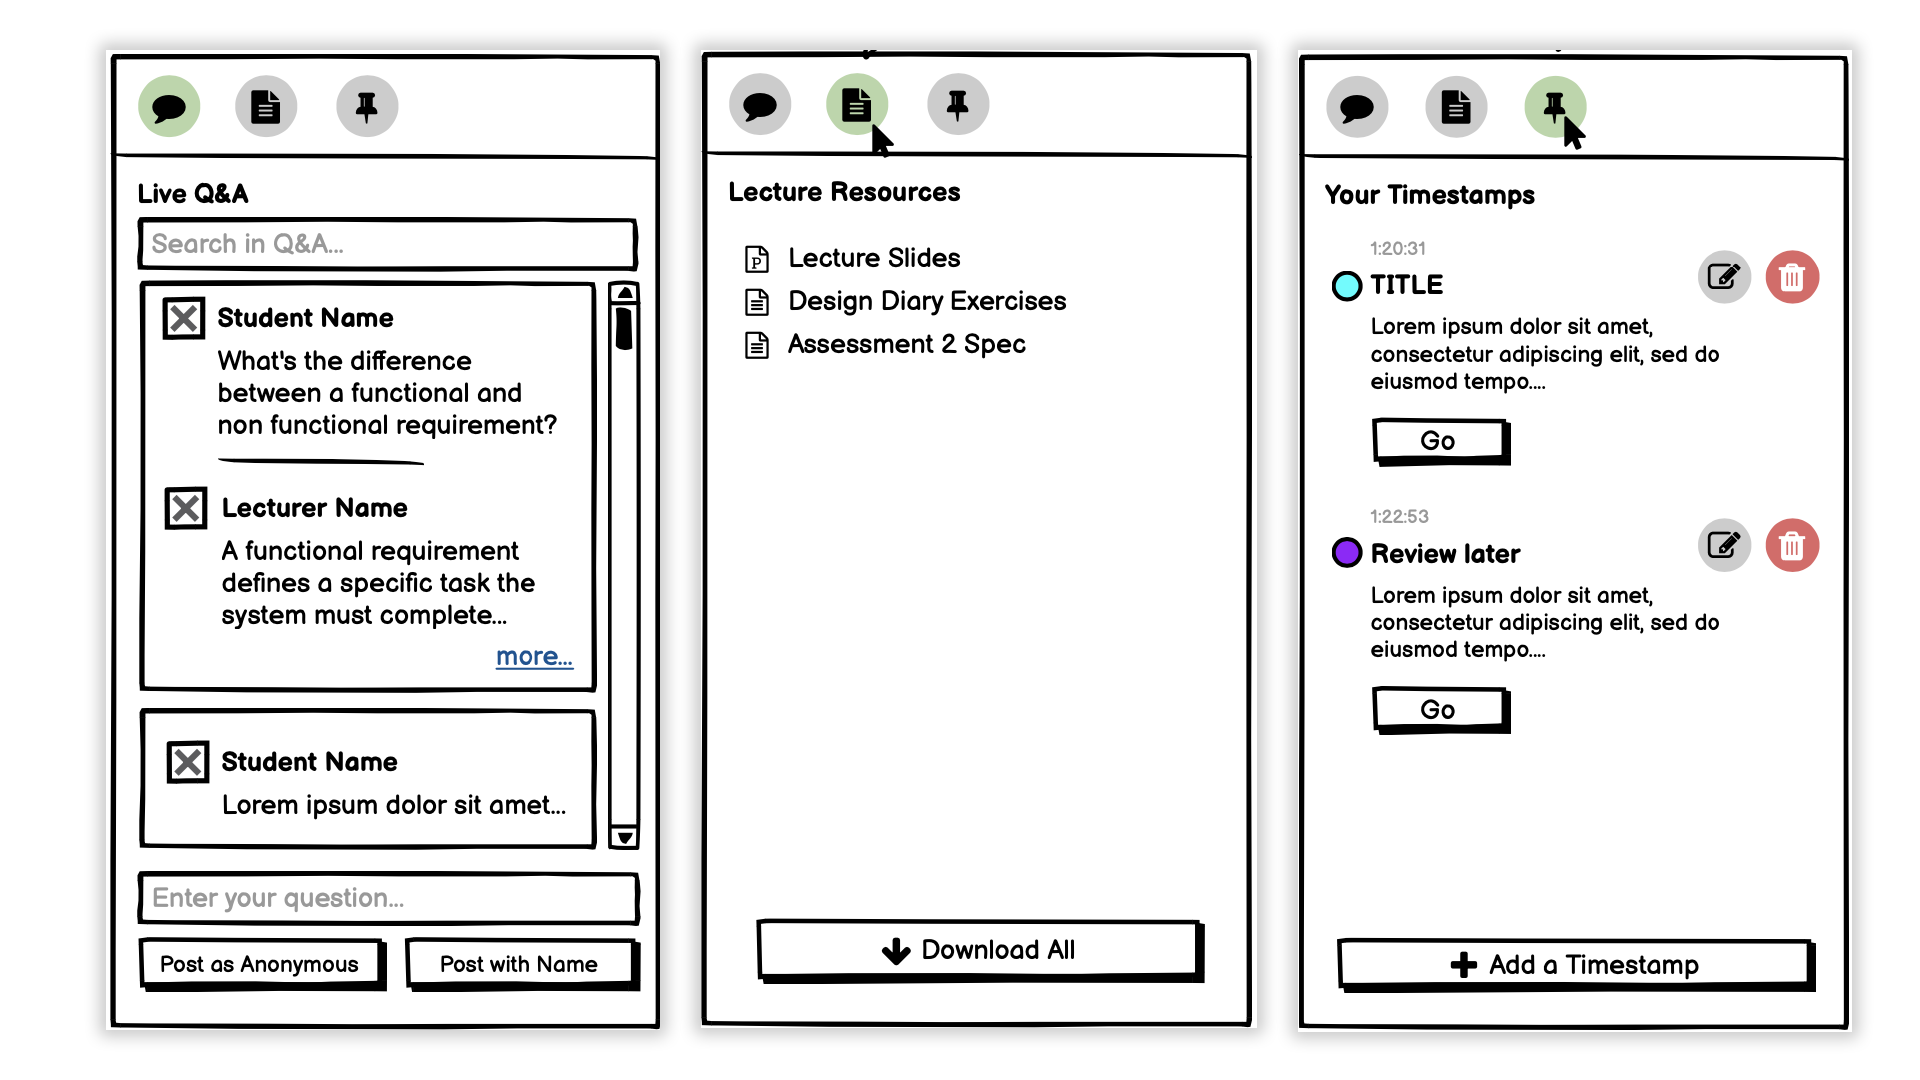 Live Q&A
Search in Q&A...
Student Name
What's the difference
between a functional and
non functional requirement?
Lecturer Name
A functional requirement
defines a specific task the
system must complete...
more...
Student Name
Lorem ipsum dolor sit amet...
Enter your question...
Post as Anonymous
Post with Name
Lecture Resources
P
Lecture Slides
Design Diary Exercises
Assessment 2 Spec
Download All
Your Timestamps
1:20:31
TITLE
Lorem ipsum dolor sit amet,
consectetur adipiscing elit, sed do
eiusmod tempo....
Go
1:22:53
Review later
Lorem ipsum dolor sit amet,
consectetur adipiscing elit, sed do
eiusmod tempo....
Go
Add a Timestamp